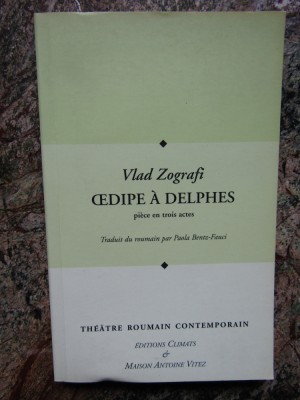 Vlad Zografi
ŒDIPE À DELPHES
pièce en trois actes
Traduit du roumain par Paola Bentz-Fauci
THÉÂTRE ROUMAIN CONTEMPORAIN
ÉDITIONS CLIMATS
&
MAISON ANTOINE VITEZ